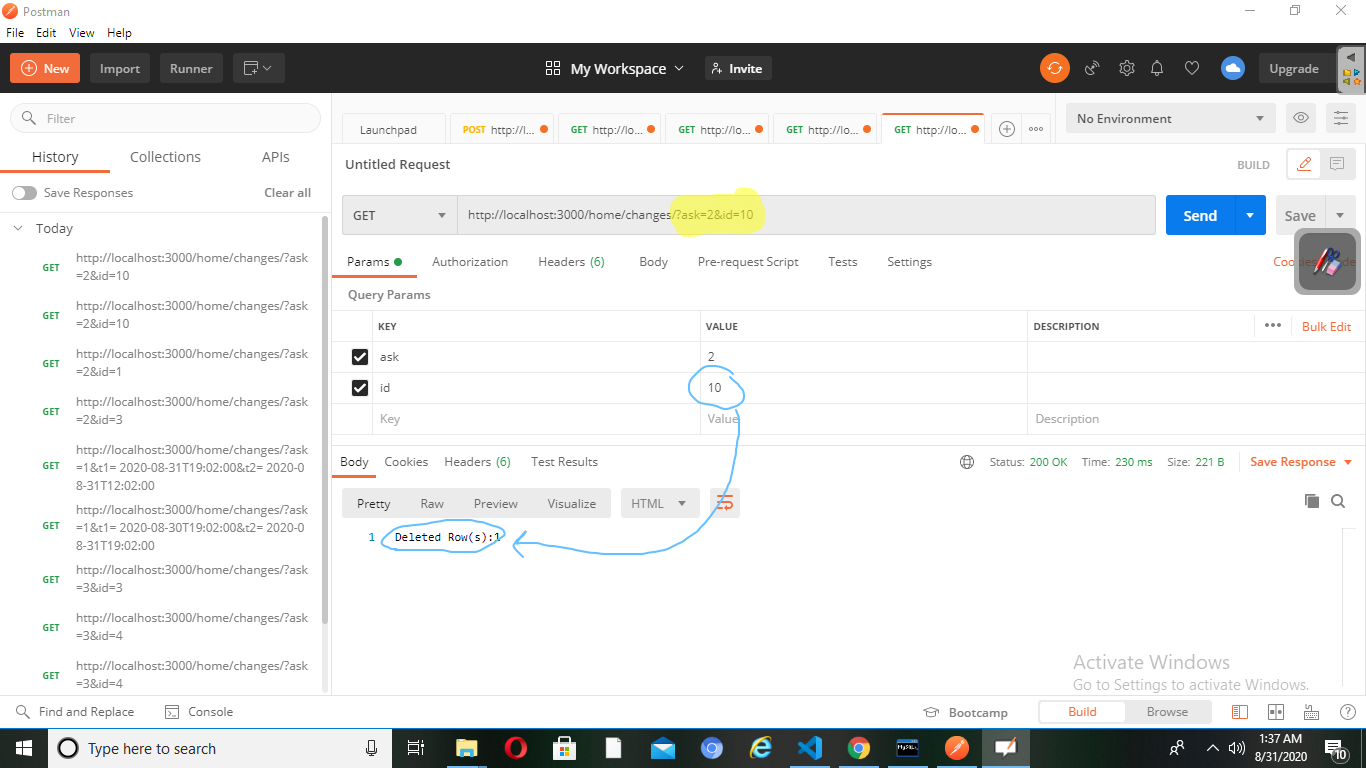 Postman
File Edit View Help
New Import Runner My Workspace Invite Upgrade
Filter
History Collections APIs
Save Responses Clear all
Today
GET http://localhost:3000/home/changes/?ask
=2&id=10
GET http://localhost:3000/home/changes/?ask
=2&id=10
GET http://localhost:3000/home/changes/?ask
=2&id=1
GET http://localhost:3000/home/changes/?ask
=2&id=3
GET http://localhost:3000/home/changes/?ask
=1&t1= 2020-08-31T19:02:00&t2= 2020-0
8-31T12:02:00
GET http://localhost:3000/home/changes/?ask
=1&t1= 2020-08-30T19:02:00&t2= 2020-0
8-31T19:02:00
GET http://localhost:3000/home/changes/?ask
=3&id=3
GET http://localhost:3000/home/changes/?ask
=3&id=4
GET http://localhost:3000/home/changes/?ask
=3&id=4
Launchpad POST http://l... GET http://lo... GET http://lo... GET http://lo... GET http://lo... No Environment
Untitled Request BUILD
GET http://localhost:3000/home/changes/?ask=2&id=10 Send Save
Params Authorization Headers (6) Body Pre-request Script Tests Settings
Query Params
KEY VALUE DESCRIPTION Bulk Edit
ask 2
id 10
Key Value Description
Body Cookies Headers (6) Test Results Status: 200 OK Time: 230 ms Size: 221 B Save Response
Pretty Raw Preview Visualize HTML
1 Deleted Row(s):1
Activate Windows
Go to Settings to activate Windows.
Find and Replace Console Bootcamp Build Browse
Type here to search
MySQL
1:37 AM
8/31/2020
10